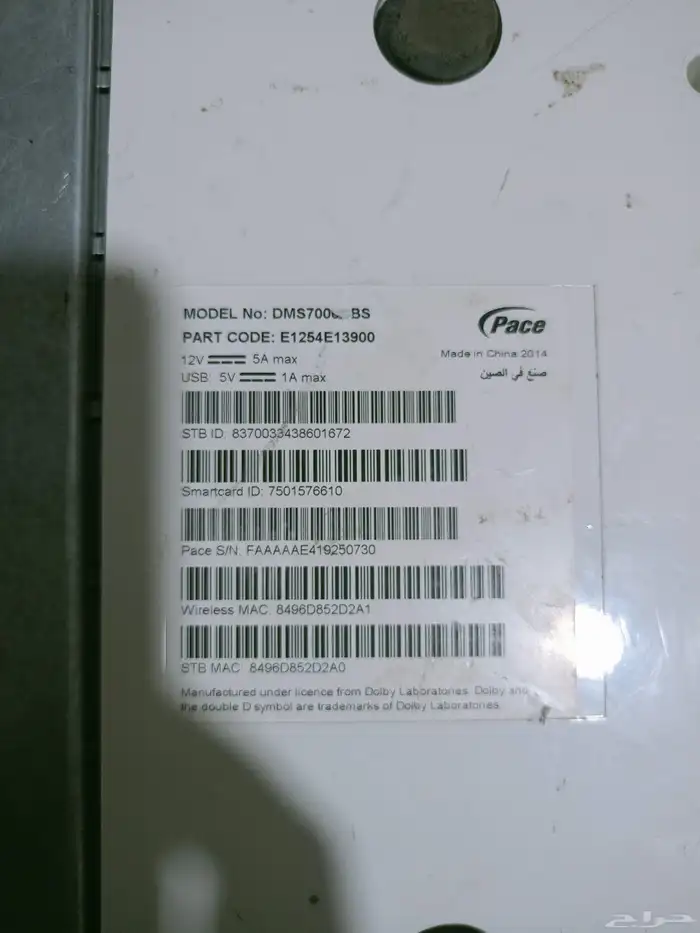 MODEL No: BS
Pace
PART CODE: E1254E13900
Made in China 2014
12V 5A max
صنع في الصين
USB: 5V 1A max
STB ID: 8370033438601672
Smartcard ID: 7501576610
Pace S/N: FAAAAAE419250730
Wireless MAC: 8496D852D2A1
STB MAC: 8496D852D2A0
Manufactured under licence from Dolby Laboratories. Dolby and
the double D symbol are trademarks of Dolby Laboratories.
حراج